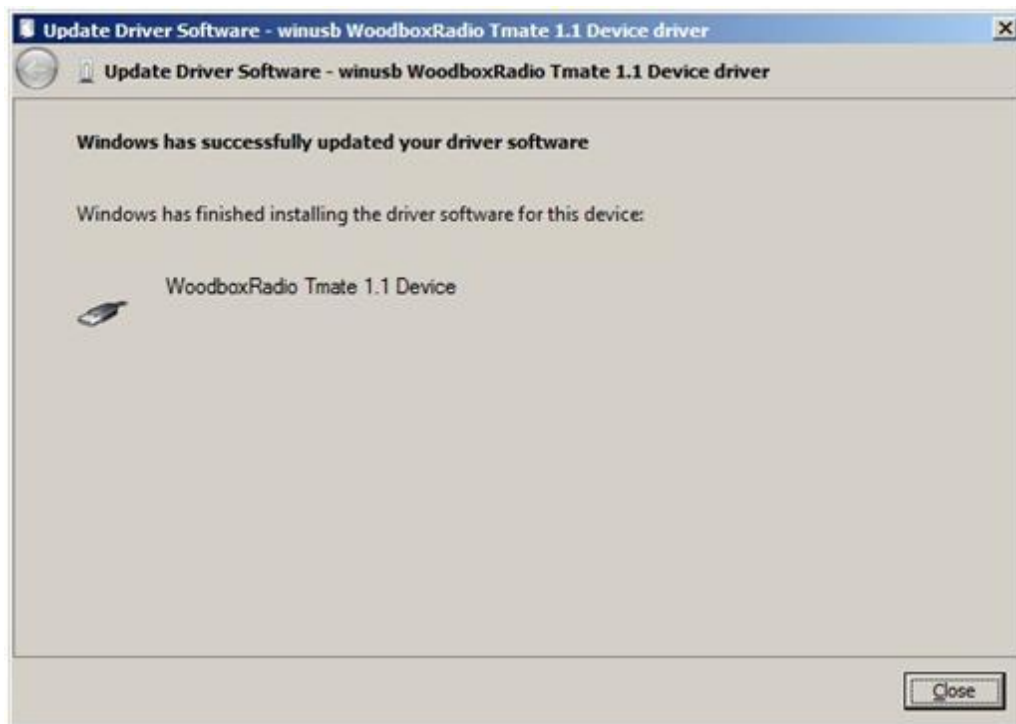 Update Driver Software - winusb WoodboxRadio Tmate 1.1 Device driver
Update Driver Software - winusb WoodboxRadio Tmate 1.1 Device driver
Windows has successfully updated your driver software
Windows has finished installing the driver software for this device:
WoodboxRadio Tmate 1.1 Device
Close